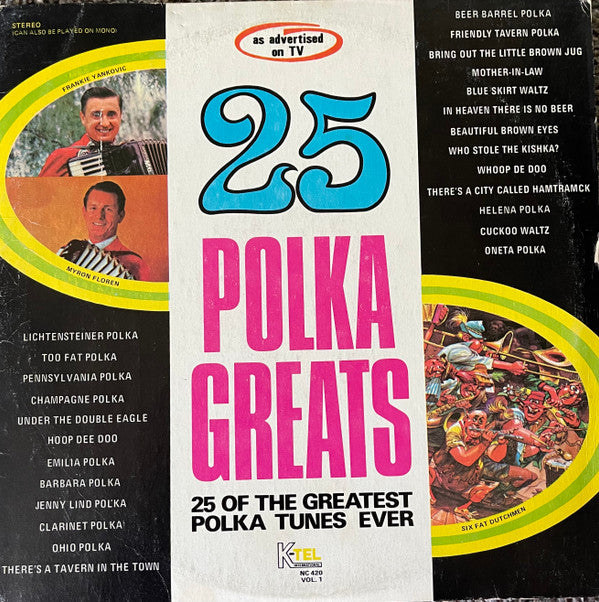 STEREO
(CAN ALSO BE PLAYED ON MONO)
FRANKIE YANKOVIC
MYRON FLOREN
LICHTENSTEINER POLKA
TOO FAT POLKA
PENNSYLVANIA POLKA
CHAMPAGNE POLKA
UNDER THE DOUBLE EAGLE
HOOP DEE DOO
EMILIA POLKA
BARBARA POLKA
JENNY LIND POLKA
CLARINET POLKA
OHIO POLKA
THERE'S A TAVERN IN THE TOWN
as advertised
on TV
25
POLKA
GREATS
25 OF THE GREATEST
POLKA TUNES EVER
K-TEL
INTERNATIONAL
NC 420
VOL. 1
BEER BARREL POLKA
FRIENDLY TAVERN POLKA
BRING OUT THE LITTLE BROWN JUG
MOTHER-IN-LAW
BLUE SKIRT WALTZ
IN HEAVEN THERE IS NO BEER
BEAUTIFUL BROWN EYES
WHO STOLE THE KISHKA?
WHOOP DE DOO
THERE'S A CITY CALLED HAMTRAMCK
HELENA POLKA
CUCKOO WALTZ
ONETA POLKA
SIX FAT DUTCHMEN